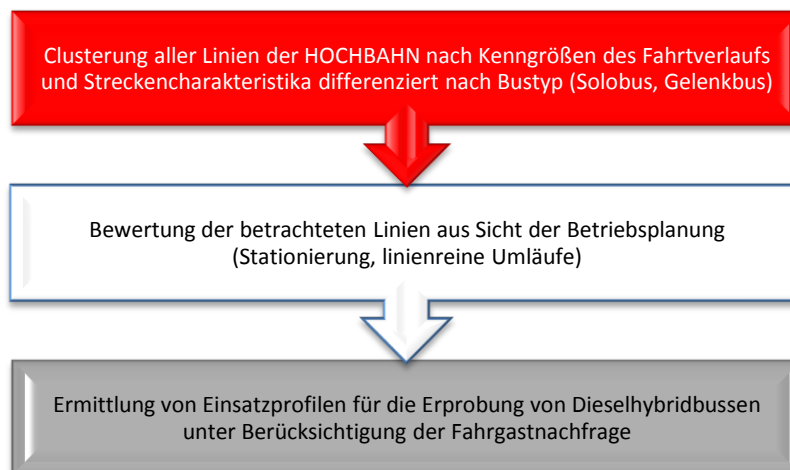 Clusterung aller Linien der HOCHBAHN nach Kenngrößen des Fahrtverlaufs
und Streckencharakteristika differenziert nach Bustyp (Solobus, Gelenkbus)
Bewertung der betrachteten Linien aus Sicht der Betriebsplanung
(Stationierung, linienreine Umläufe)
Ermittlung von Einsatzprofilen für die Erprobung von Dieselhybridbussen
unter Berücksichtigung der Fahrgastnachfrage